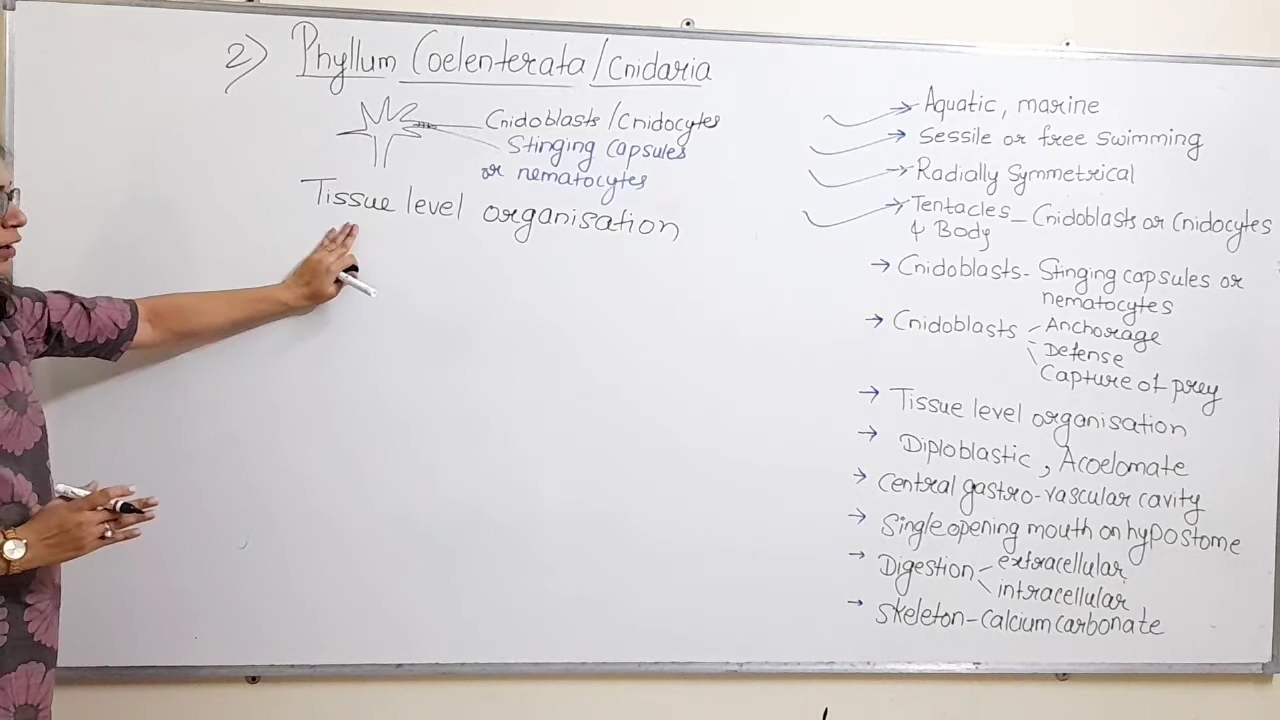 2) Phyllum Coelenterata/Cnidaria
Cnidoblasts/Cnidocytes
Stinging capsules
or nematocytes
Tissue level organisation
→ Aquatic, marine
→ Sessile or free swimming
→ Radially Symmetrical
→ Tentacles - Cnidoblasts or Cnidocytes
& Body
→ Cnidoblasts - Stinging capsules or
nematocytes
→ Cnidoblasts - Anchorage
- Defense
\ Capture of prey
→ Tissue level organisation
→ Diploblastic, Acoelomate
→ Central gastro-vascular cavity
→ Single opening mouth on hypostome
→ Digestion - extracellular
\ intracellular
→ Skeleton - Calcium carbonate